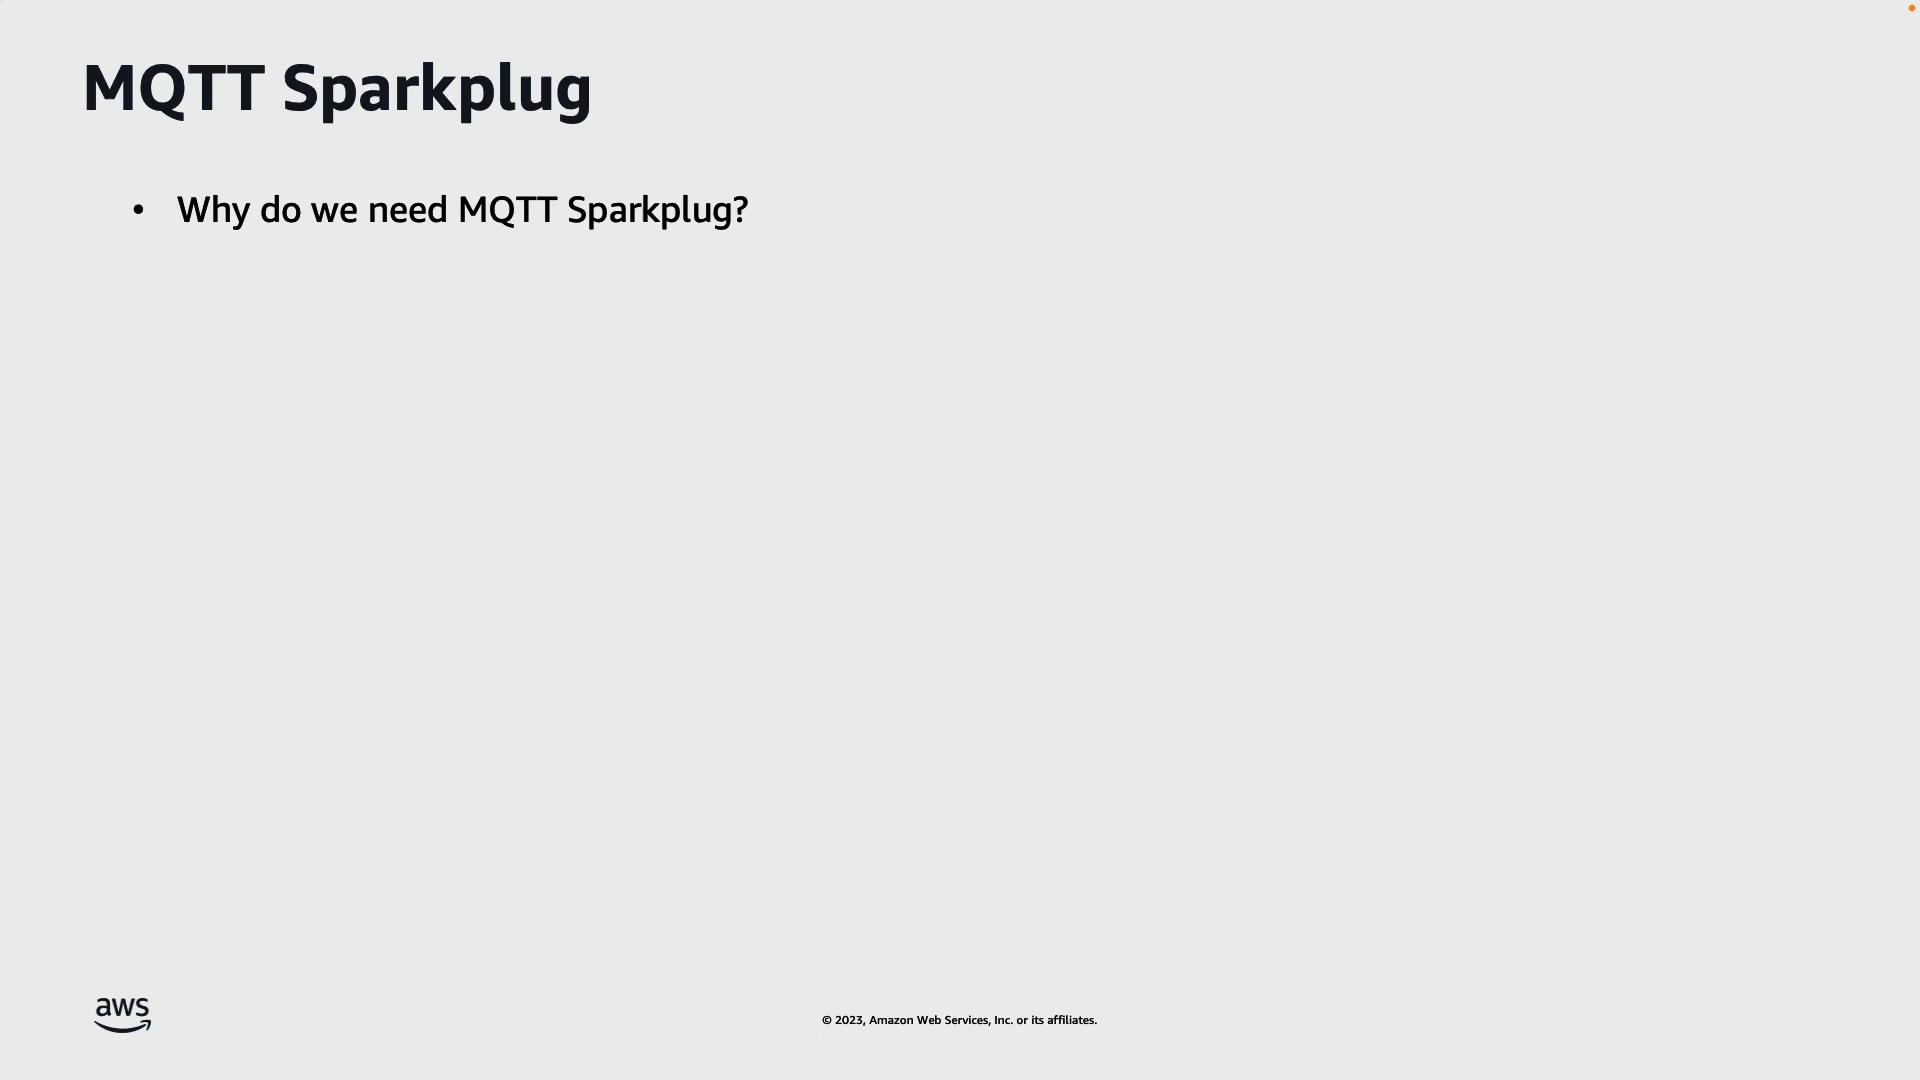 MQTT Sparkplug
• Why do we need MQTT Sparkplug?
aws
© 2023, Amazon Web Services, Inc. or its affiliates.